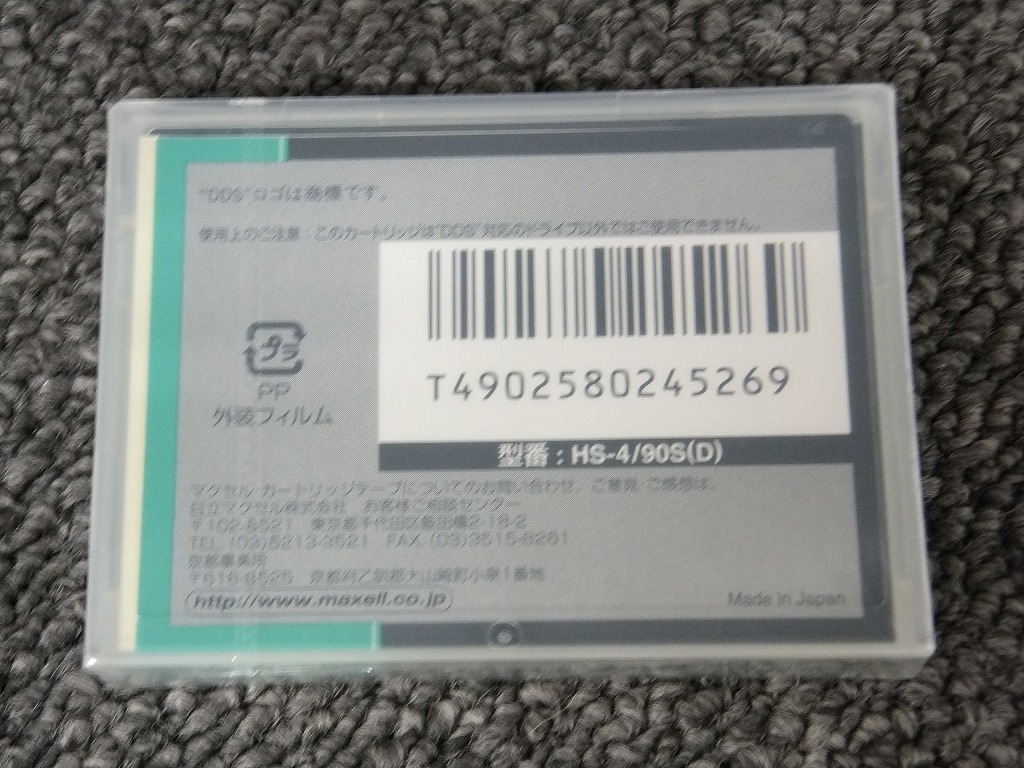 "DDS"ロゴは商標です。
使用上のご注意：このカートリッジは"DDS"対応のドライブ以外ではご使用できません。
T4902580245269
プラ
PP
外装フィルム
型番：HS-4/90S(D)
マクセル カートリッジテープについてのお問い合わせ、ご意見・ご感想は、
日立マクセル株式会社　お客様ご相談センター
〒102-8521　東京都千代田区飯田橋2-18-2
TEL.(03)5213-3521　FAX.(03)3515-8261
京都事業所
〒618-8525　京都府乙訓郡大山崎町小泉1番地
http://www.maxell.co.jp
Made in Japan